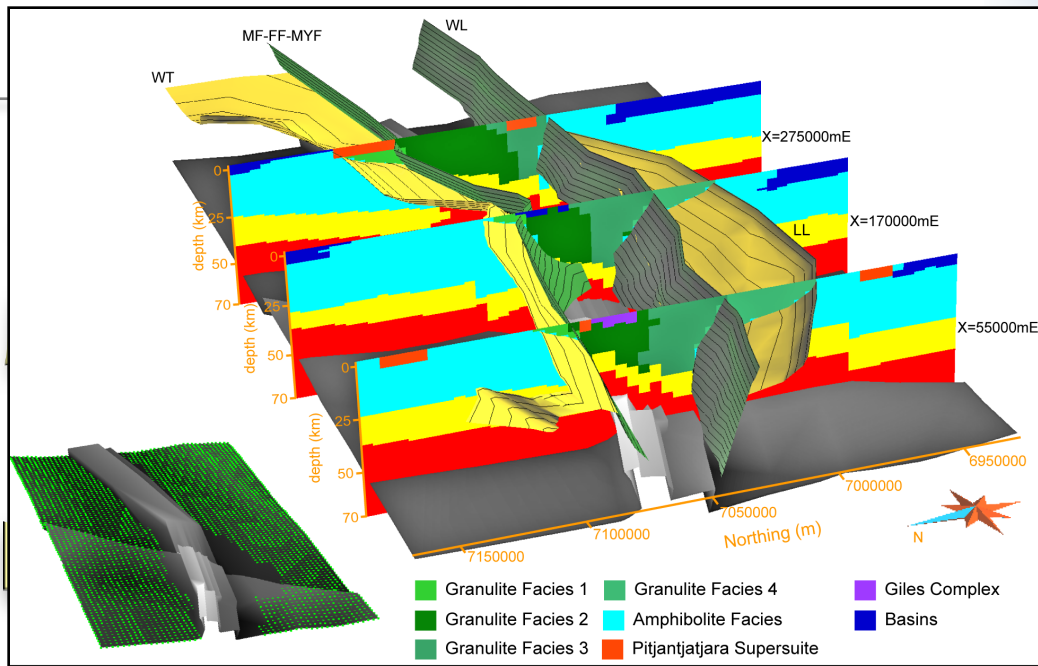 WL
MF-FF-MYF
WT
X=275000mE
0
25
50
70
depth (km)
X=170000mE
LL
0
25
50
70
depth (km)
X=55000mE
0
25
50
70
depth (km)
6950000
7000000
7050000
7100000
7150000
Northing (m)
N
Granulite Facies 1
Granulite Facies 4
Giles Complex
Granulite Facies 2
Amphibolite Facies
Basins
Granulite Facies 3
Pitjantjatjara Supersuite